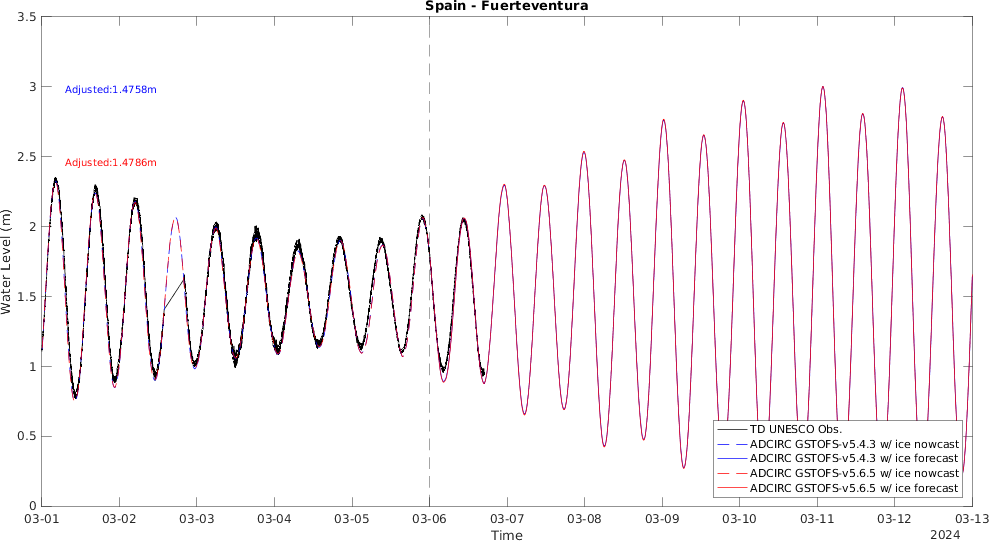 Spain - Fuerteventura
3.5
3
2.5
2
1.5
1
0.5
0
Water Level (m)
Adjusted:1.4758m
Adjusted:1.4786m
TD UNESCO Obs.
ADCIRC GSTOFS-v5.4.3 w/ ice nowcast
ADCIRC GSTOFS-v5.4.3 w/ ice forecast
ADCIRC GSTOFS-v5.6.5 w/ ice nowcast
ADCIRC GSTOFS-v5.6.5 w/ ice forecast
03-01 03-02 03-03 03-04 03-05 03-06 03-07 03-08 03-09 03-10 03-11 03-12 03-13
Time
2024